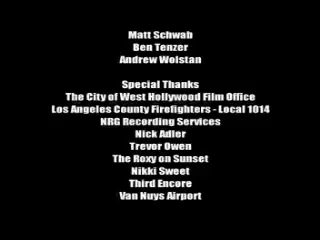 Matt Schwab
Ben Tenzer
Andrew Wolstan
Special Thanks
The City of West Hollywood Film Office
Los Angeles County Firefighters - Local 1014
NRG Recording Services
Nick Adler
Trevor Owen
The Roxy on Sunset
Nikki Sweet
Third Encore
Van Nuys Airport